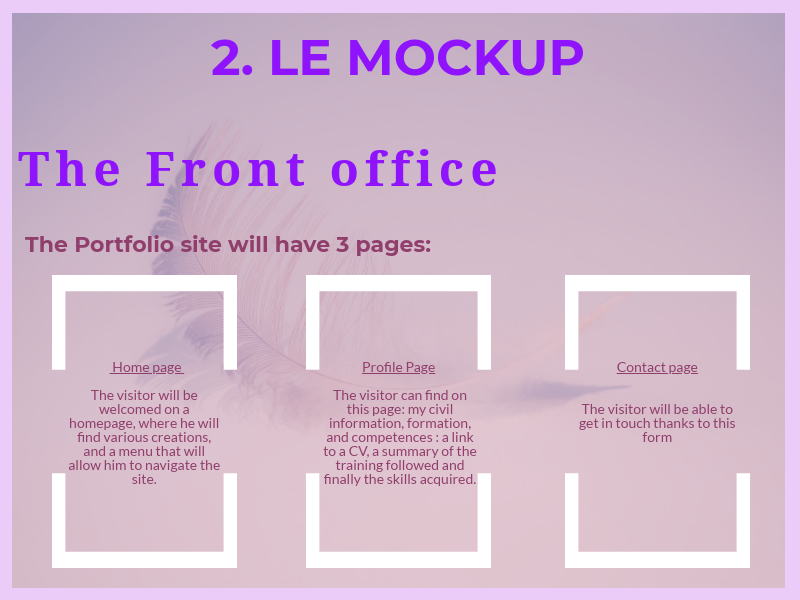 2. LE MOCKUP
The Front office
The Portfolio site will have 3 pages:
Home page
The visitor will be
welcomed on a
homepage, where he will
find various creations,
and a menu that will
allow him to navigate the
site.
Profile Page
The visitor can find on
this page: my civil
information, formation,
and competences : a link
to a CV, a summary of the
training followed and
finally the skills acquired.
Contact page
The visitor will be able to
get in touch thanks to this
form